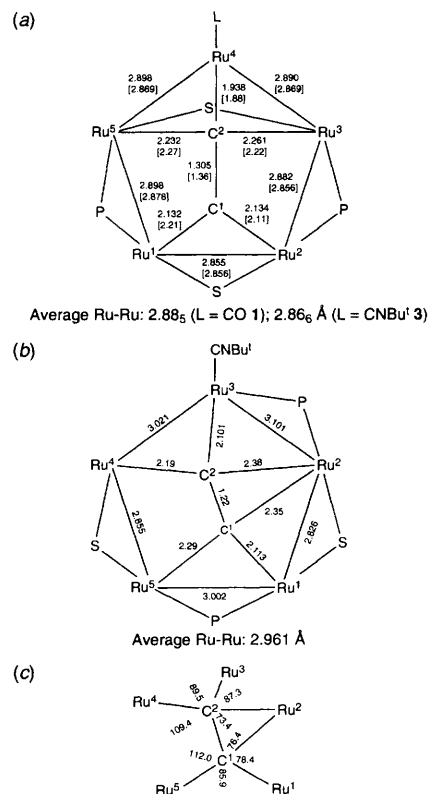 (a)
L
Ru4
2.898 [2.869]
1.938 [1.88]
2.890 [2.869]
S
Ru5
C2
Ru3
2.232 [2.27]
2.261 [2.22]
1.305 [1.36]
2.898 [2.878]
2.882 [2.856]
P
2.132 [2.21]
C1
2.134 [2.11]
P
Ru1
Ru2
2.855 [2.856]
S
Average Ru-Ru: 2.885 (L = CO 1); 2.866 Å (L = CNBut 3)
(b)
CNBut
Ru3
P
3.021
2.101
3.101
Ru4
2.19
C2
2.38
Ru2
1.22
2.35
2.855
C1
2.826
S
2.29
2.113
S
Ru5
Ru1
3.002
P
Average Ru-Ru: 2.961 Å
(c)
Ru3
Ru4
89.5
87.3
C2
Ru2
109.4
73.4
76.4
112.0
C1
78.4
Ru5
85.9
Ru1